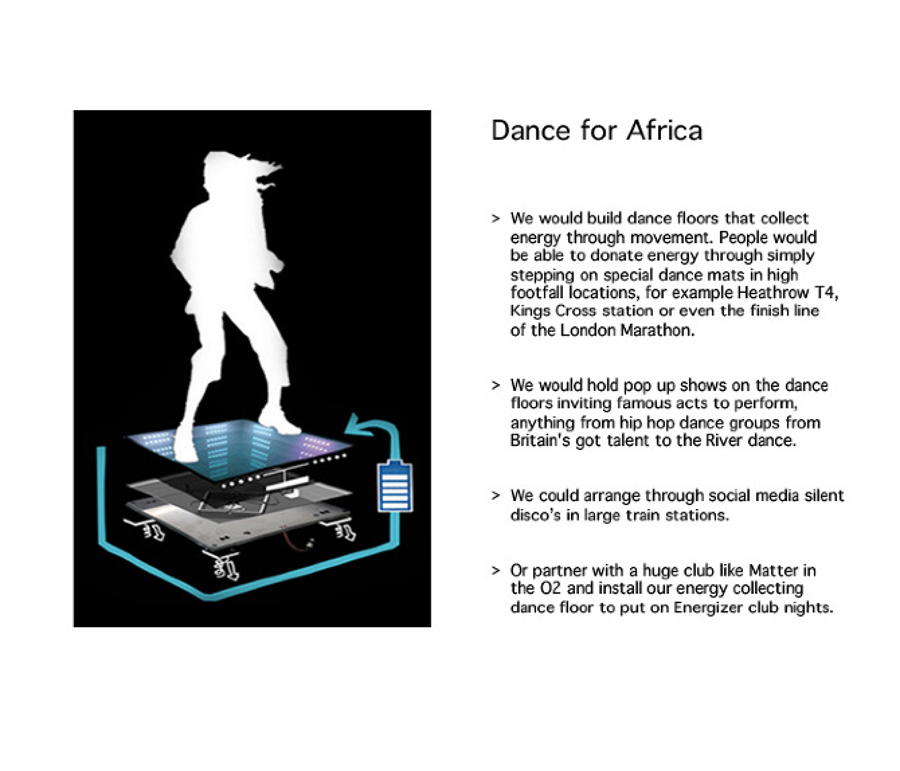 Dance for Africa
> We would build dance floors that collect
energy through movement. People would
be able to donate energy through simply
stepping on special dance mats in high
footfall locations, for example Heathrow T4,
Kings Cross station or even the finish line
of the London Marathon.
> We would hold pop up shows on the dance
floors inviting famous acts to perform,
anything from hip hop dance groups from
Britain's got talent to the River dance.
> We could arrange through social media silent
disco's in large train stations.
> Or partner with a huge club like Matter in
the O2 and install our energy collecting
dance floor to put on Energizer club nights.